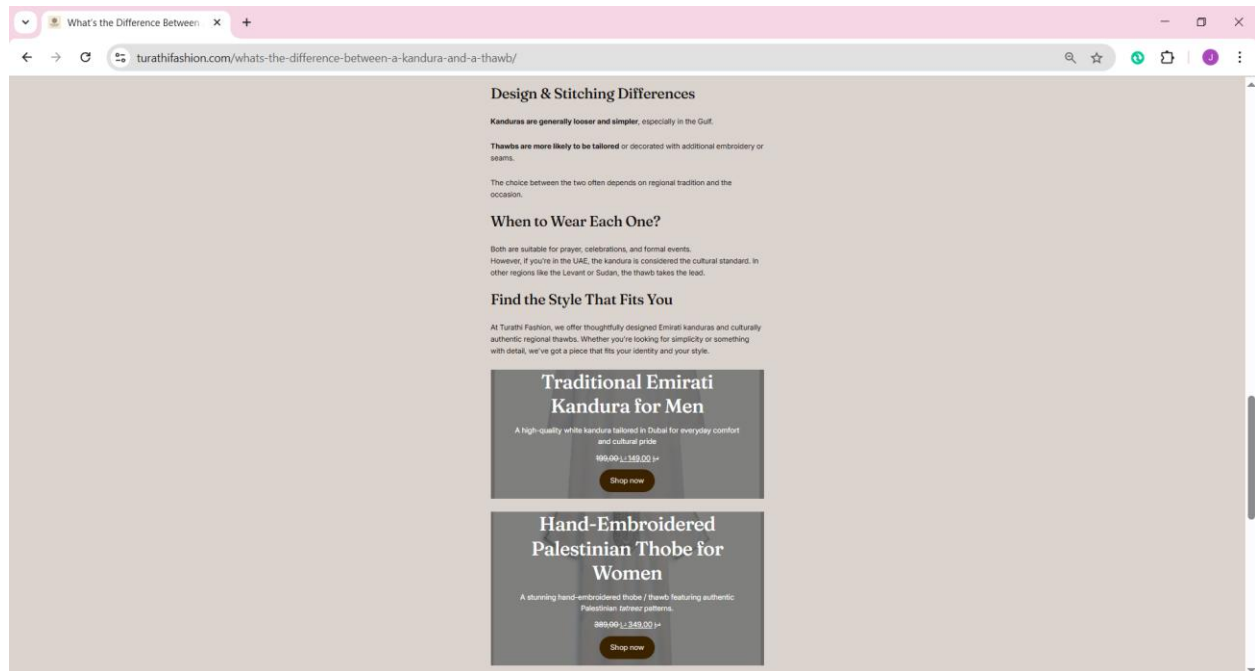 What's the Difference Between
turathifashion.com/whats-the-difference-between-a-kandura-and-a-thawb/
J
Design & Stitching Differences
Kanduras are generally looser and simpler, especially in the Gulf.
Thawbs are more likely to be tailored or decorated with additional embroidery or
seams.
The choice between the two often depends on regional tradition and the
occasion.
When to Wear Each One?
Both are suitable for prayer, celebrations, and formal events.
However, if you're in the UAE, the kandura is considered the cultural standard. In
other regions like the Levant or Sudan, the thawb takes the lead.
Find the Style That Fits You
At Turathi Fashion, we offer thoughtfully designed Emirati kanduras and culturally
authentic regional thawbs. Whether you're looking for simplicity or something
with detail, we've got a piece that fits your identity and your style.
Traditional Emirati
Kandura for Men
A high-quality white kandura tailored in Dubai for everyday comfort
and cultural pride
199,00 149,00
Shop now
Hand-Embroidered
Palestinian Thobe for
Women
A stunning hand-embroidered thobe / thawb featuring authentic
Palestinian tatreez patterns.
389,00 349,00
Shop now